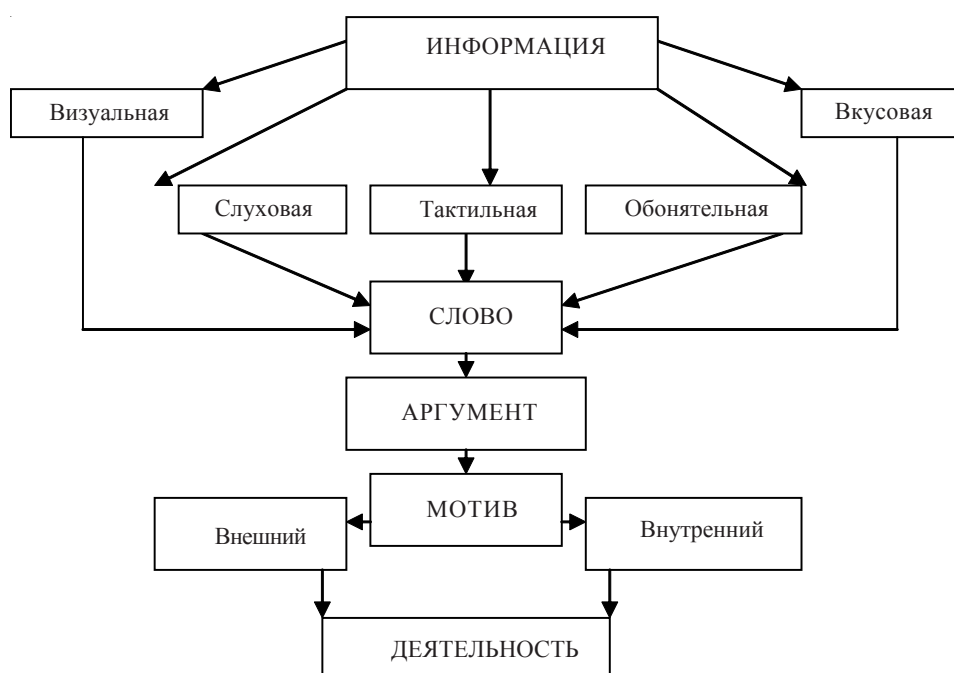 ИНФОРМАЦИЯ
Визуальная
Вкусовая
Слуховая
Тактильная
Обонятельная
СЛОВО
АРГУМЕНТ
МОТИВ
Внешний
Внутренний
ДЕЯТЕЛЬНОСТЬ